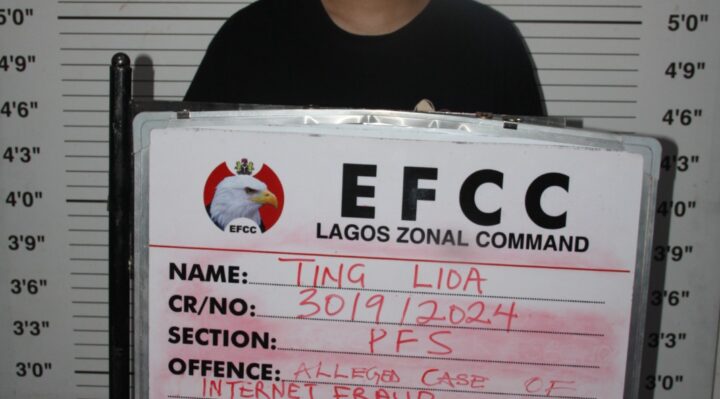 5'0"
4'9"
4'6"
4'3"
4'0"
3'9"
3'6"
3'3"
3'0"
EFCC
EFCC
LAGOS ZONAL COMMAND
NAME: TING LIDA
CR/NO: 3019/2024
SECTION: PFS
OFFENCE: ALLEGED CASE OF
INTERNET FRAUD
5'0"
4'9"
4'6"
4'3"
4'0"
3'9"
3'6"
3'3"
3'0"